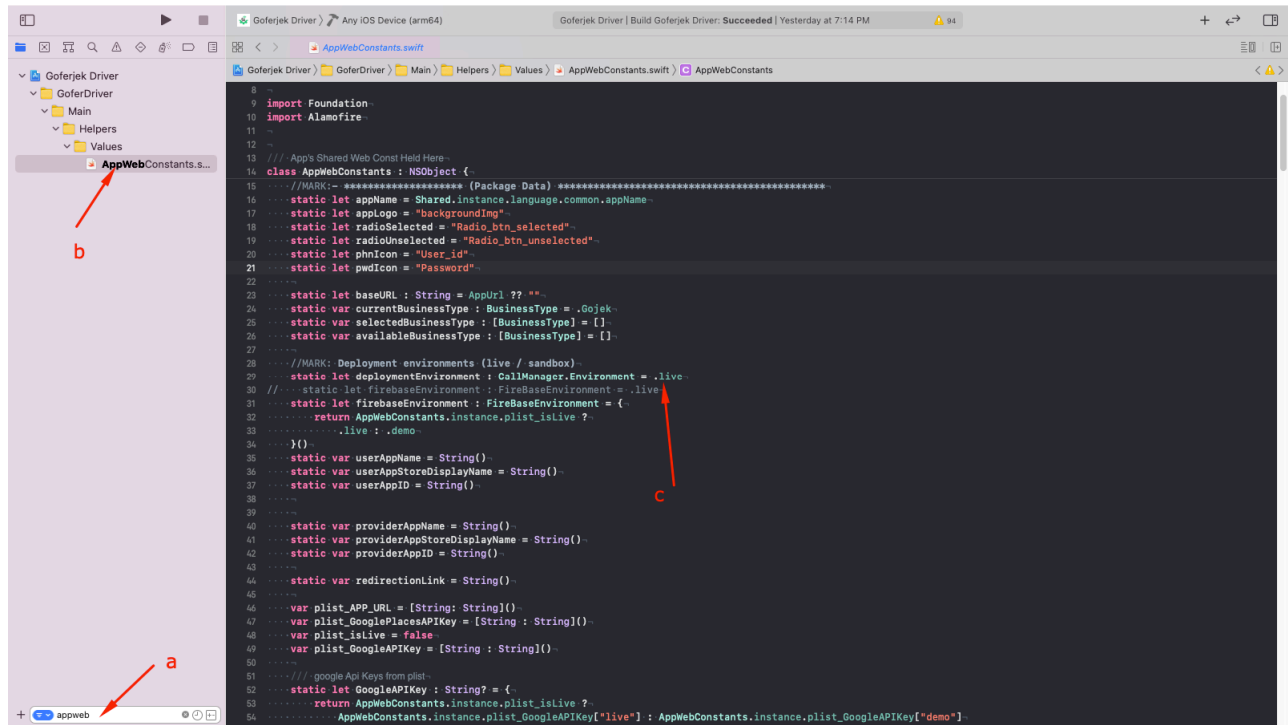 Goferjek Driver 〉 Any iOS Device (arm64)
Goferjek Driver | Build Goferjek Driver: Succeeded | Yesterday at 7:14 PM
94
AppWebConstants.swift
Goferjek Driver 〉 GoferDriver 〉 Main 〉 Helpers 〉 Values 〉 AppWebConstants.swift 〉 C AppWebConstants
Goferjek Driver
GoferDriver
Main
Helpers
Values
AppWebConstants.s...
b
a
appweb
8
9 import Foundation
10 import Alamofire
11
12
13 /// App's Shared Web Const Held Here
14 class AppWebConstants : NSObject {
15 //MARK:- ******************** (Package Data) *********************************************
16 static let appName = Shared.instance.language.common.appName
17 static let appLogo = "backgroundImg"
18 static let radioSelected = "Radio_btn_selected"
19 static let radioUnselected = "Radio_btn_unselected"
20 static let phnIcon = "User_id"
21 static let pwdIcon = "Password"
22
23 static let baseURL : String = AppUrl ?? ""
24 static var currentBusinessType : BusinessType = .Gojek
25 static var selectedBusinessType : [BusinessType] = []
26 static var availableBusinessType : [BusinessType] = []
27
28 //MARK: Deployment environments (live / sandbox)
29 static let deploymentEnvironment : CallManager.Environment = .live
30 // static let firebaseEnvironment : FireBaseEnvironment = .live
31 static let firebaseEnvironment : FireBaseEnvironment = {
32 return AppWebConstants.instance.plist_isLive ?
33 .live : .demo
34 }()
35 static var userAppName = String()
36 static var userAppStoreDisplayName = String()
37 static var userAppID = String()
c
38
39
40 static var providerAppName = String()
41 static var providerAppStoreDisplayName = String()
42 static var providerAppID = String()
43
44 static var redirectionLink = String()
45
46 var plist_APP_URL = [String: String]()
47 var plist_GooglePlacesAPIKey = [String : String]()
48 var plist_isLive = false
49 var plist_GoogleAPIKey = [String : String]()
50
51 /// google Api Keys from plist
52 static let GoogleAPIKey : String? = {
53 return AppWebConstants.instance.plist_isLive ?
54 AppWebConstants.instance.plist_GoogleAPIKey["live"] : AppWebConstants.instance.plist_GoogleAPIKey["demo"]